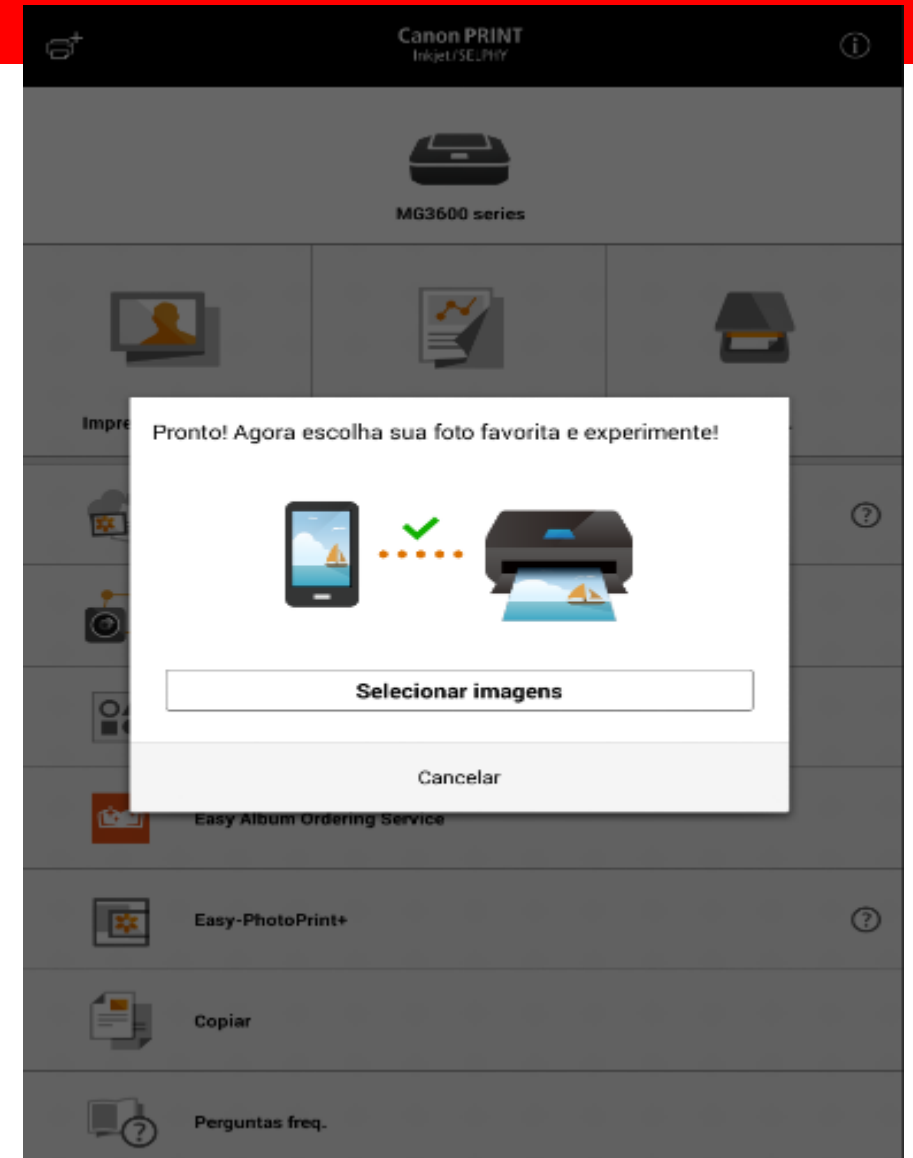 Canon PRINT
Inkjet/SELPHY
MG3600 series
Impre
Pronto! Agora escolha sua foto favorita e experimente!
Selecionar imagens
Cancelar
Easy Album Ordering Service
Easy-PhotoPrint+
Copiar
Perguntas freq.